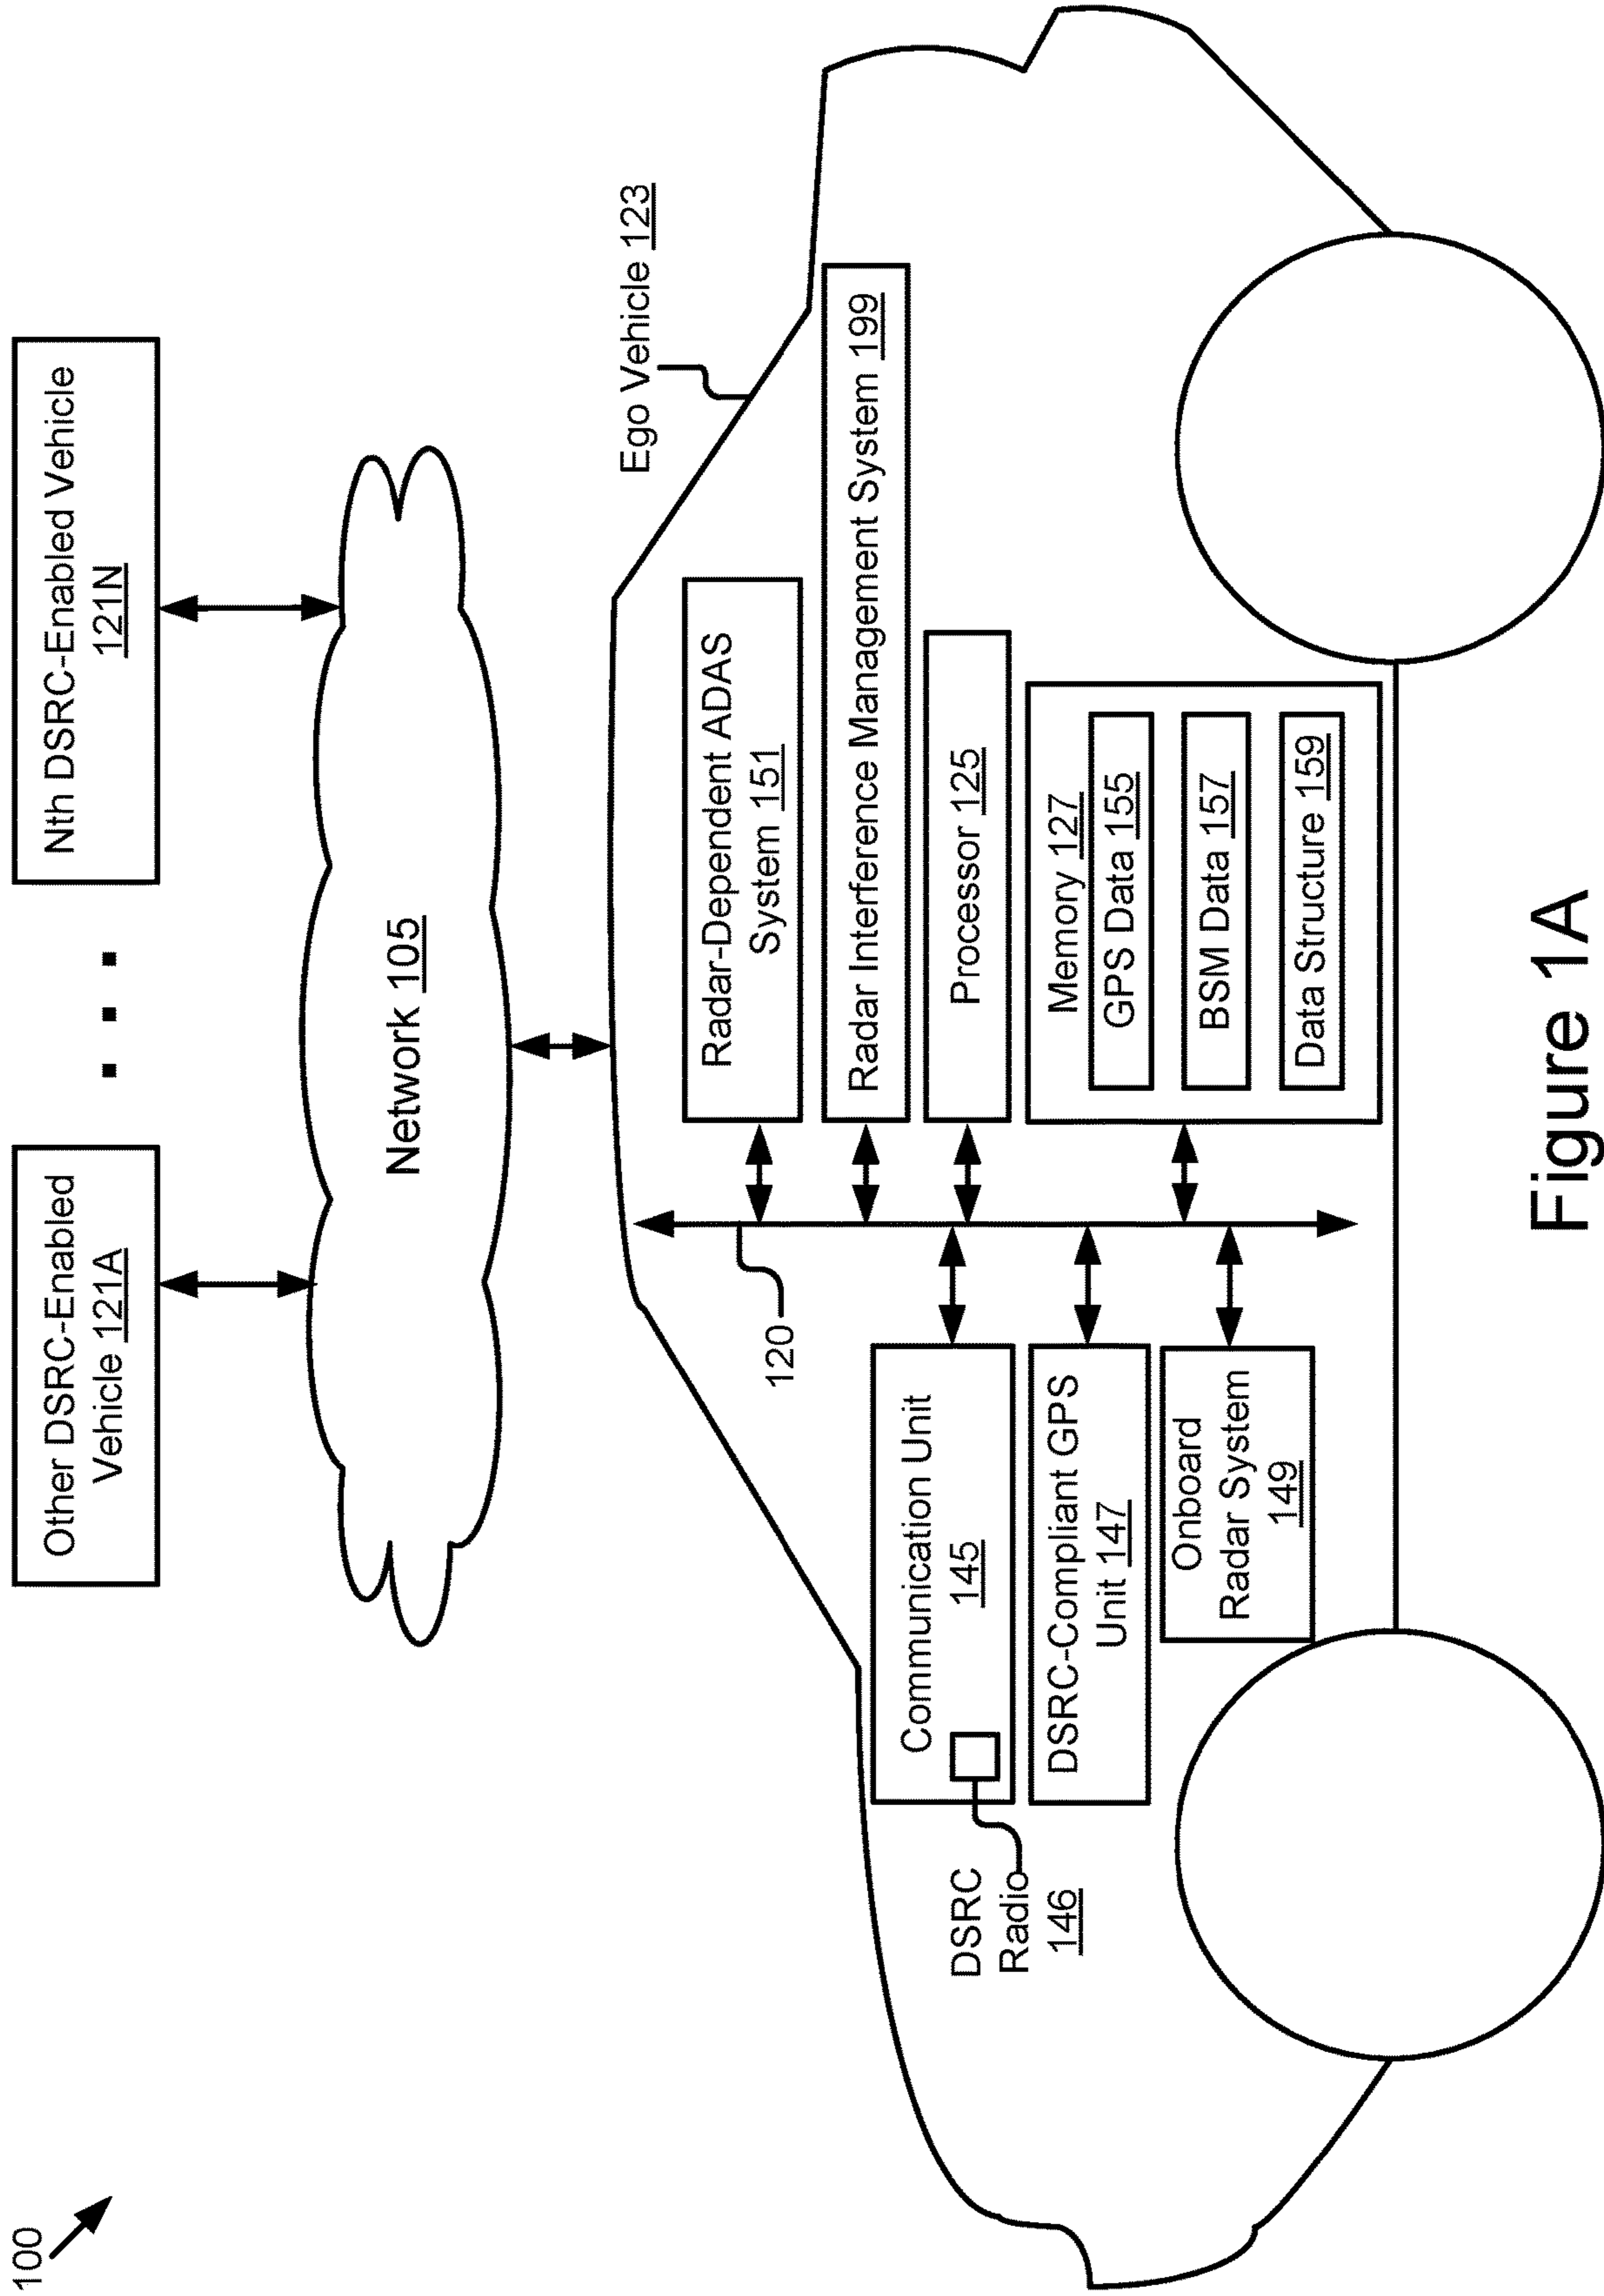 100
Other DSRC-Enabled
Vehicle 121A
Nth DSRC-Enabled Vehicle
121N
Network 105
Ego Vehicle 123
120
Communication Unit
145
DSRC
Radio
146
DSRC-Compliant GPS
Unit 147
Onboard
Radar System
149
Radar-Dependent ADAS
System 151
Radar Interference Management System 199
Processor 125
Memory 127
GPS Data 155
BSM Data 157
Data Structure 159
Figure 1A